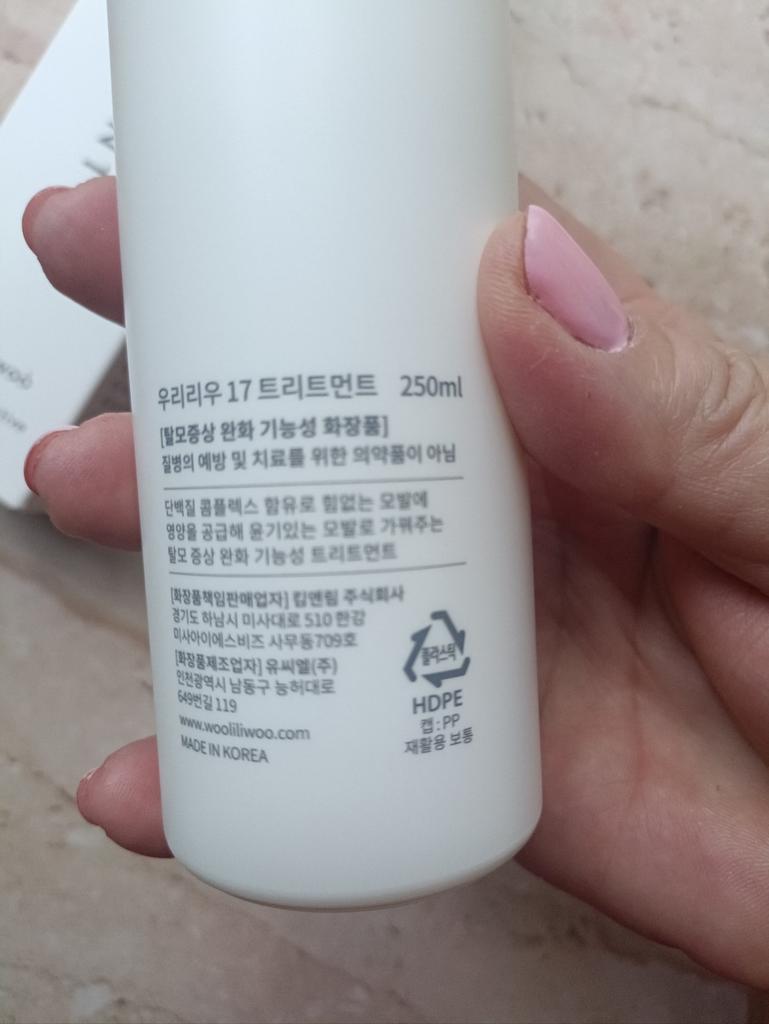 우리리우 17 트리트먼트 250ml
[탈모증상 완화 기능성 화장품]
질병의 예방 및 치료를 위한 의약품이 아님
단백질 콤플렉스 함유로 힘없는 모발에
영양을 공급해 윤기있는 모발로 가꿔주는
탈모 증상 완화 기능성 트리트먼트
[화장품책임판매업자] 킴앤림 주식회사
경기도 하남시 미사대로 510 한강
미사아이에스비즈 사무동709호
[화장품제조업자] 유씨엘(주)
인천광역시 남동구 능허대로
649번길 119
www.wooliliwoo.com
MADE IN KOREA
플라스틱
HDPE
캡 : PP
재활용 보통